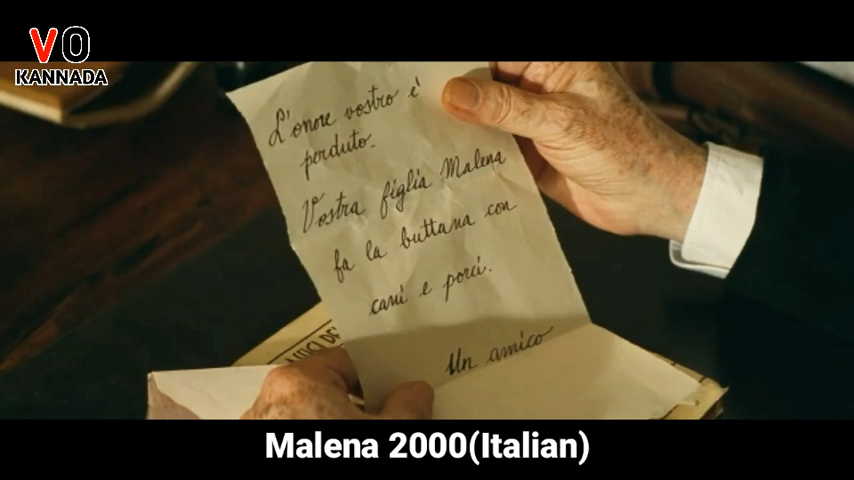 VO
KANNADA
L'onore vostro è
perduto.
Vostra figlia Malena
fa la buttana con
cani e porci.
Un amico
Malena 2000(Italian)